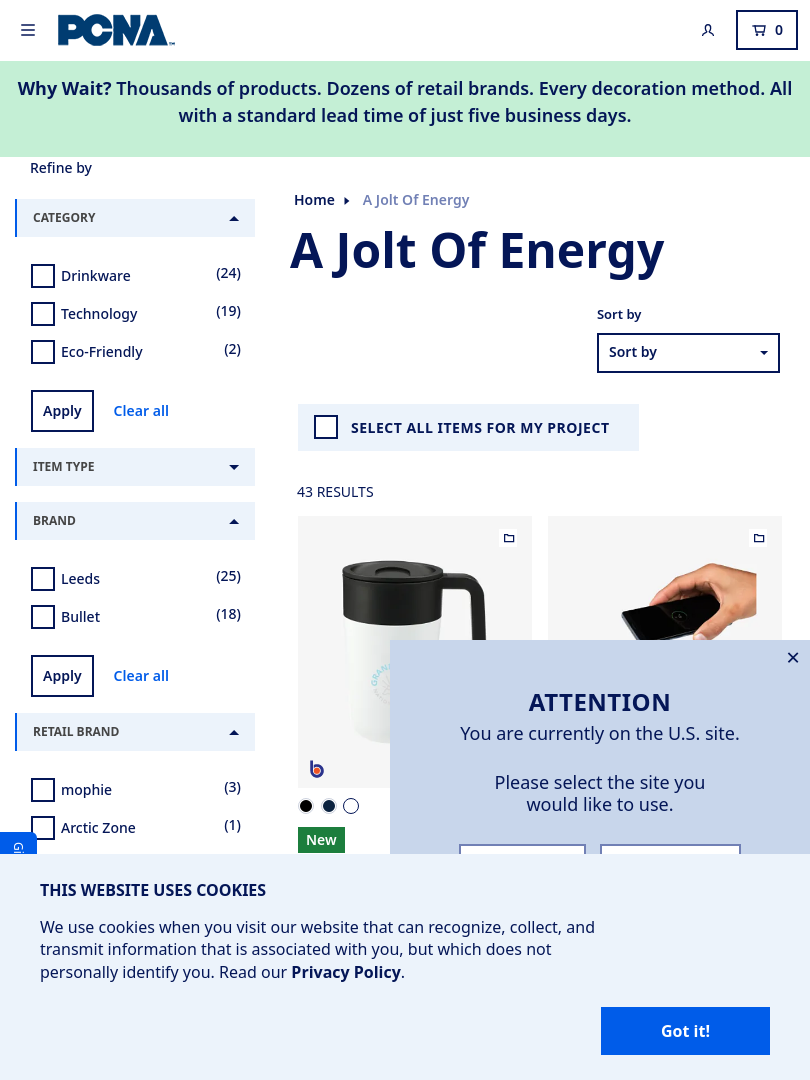 PCNA
0
Why Wait? Thousands of products. Dozens of retail brands. Every decoration method. All
with a standard lead time of just five business days.
Refine by
CATEGORY
Drinkware (24)
Technology (19)
Eco-Friendly (2)
Apply Clear all
ITEM TYPE
BRAND
Leeds (25)
Bullet (18)
Apply Clear all
RETAIL BRAND
mophie (3)
Arctic Zone (1)
Home A Jolt Of Energy
A Jolt Of Energy
Sort by
Sort by
SELECT ALL ITEMS FOR MY PROJECT
43 RESULTS
b
New
ATTENTION
You are currently on the U.S. site.
Please select the site you
would like to use.
THIS WEBSITE USES COOKIES
We use cookies when you visit our website that can recognize, collect, and
transmit information that is associated with you, but which does not
personally identify you. Read our Privacy Policy.
Got it!